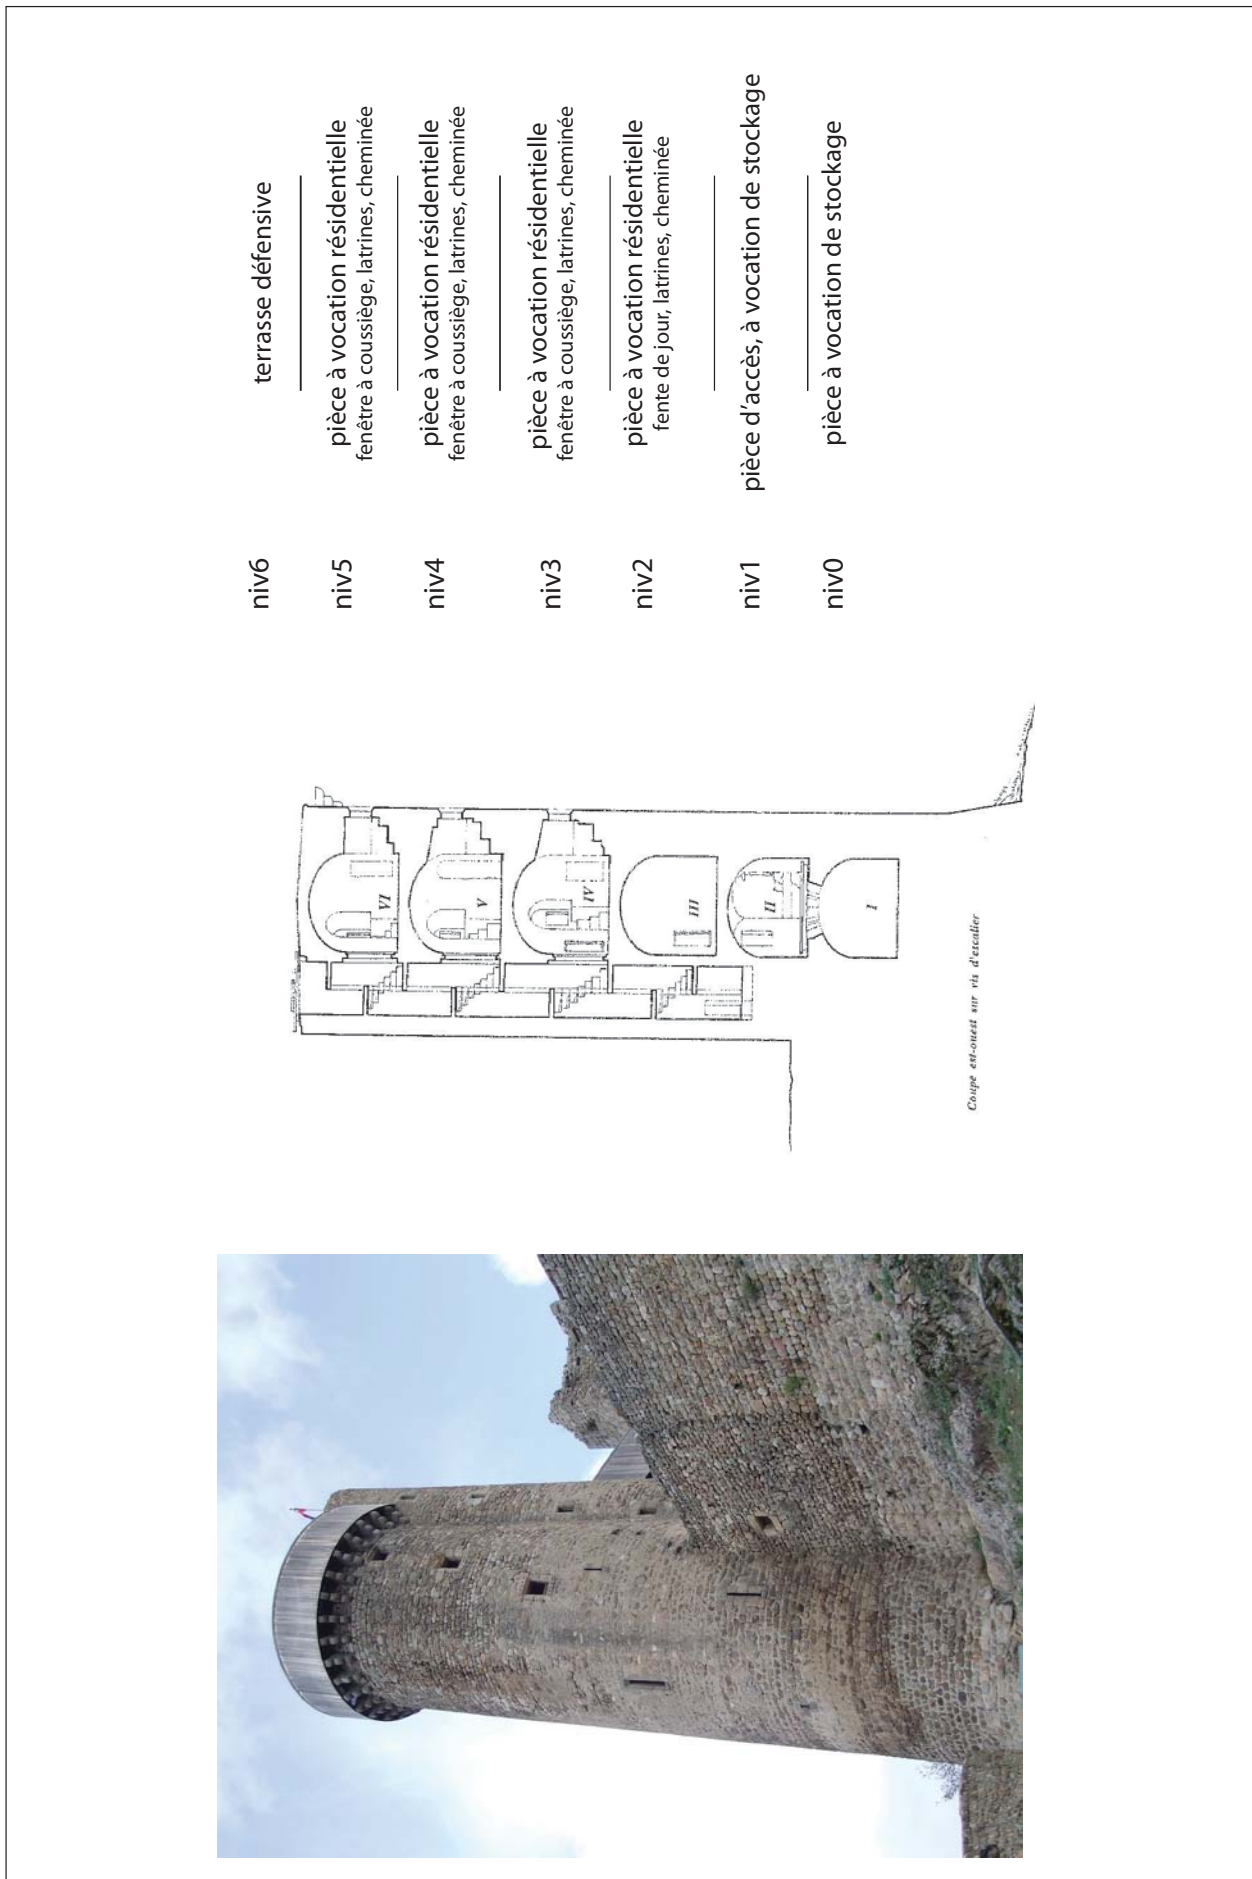 niv6
terrasse défensive
niv5
pièce à vocation résidentielle
fenêtre à coussiège, latrines, cheminée
niv4
pièce à vocation résidentielle
fenêtre à coussiège, latrines, cheminée
niv3
pièce à vocation résidentielle
fenêtre à coussiège, latrines, cheminée
niv2
pièce à vocation résidentielle
fente de jour, latrines, cheminée
niv1
pièce d'accès, à vocation de stockage
niv0
pièce à vocation de stockage
VI
V
IV
III
II
I
Coupe est-ouest sur vis d'escalier